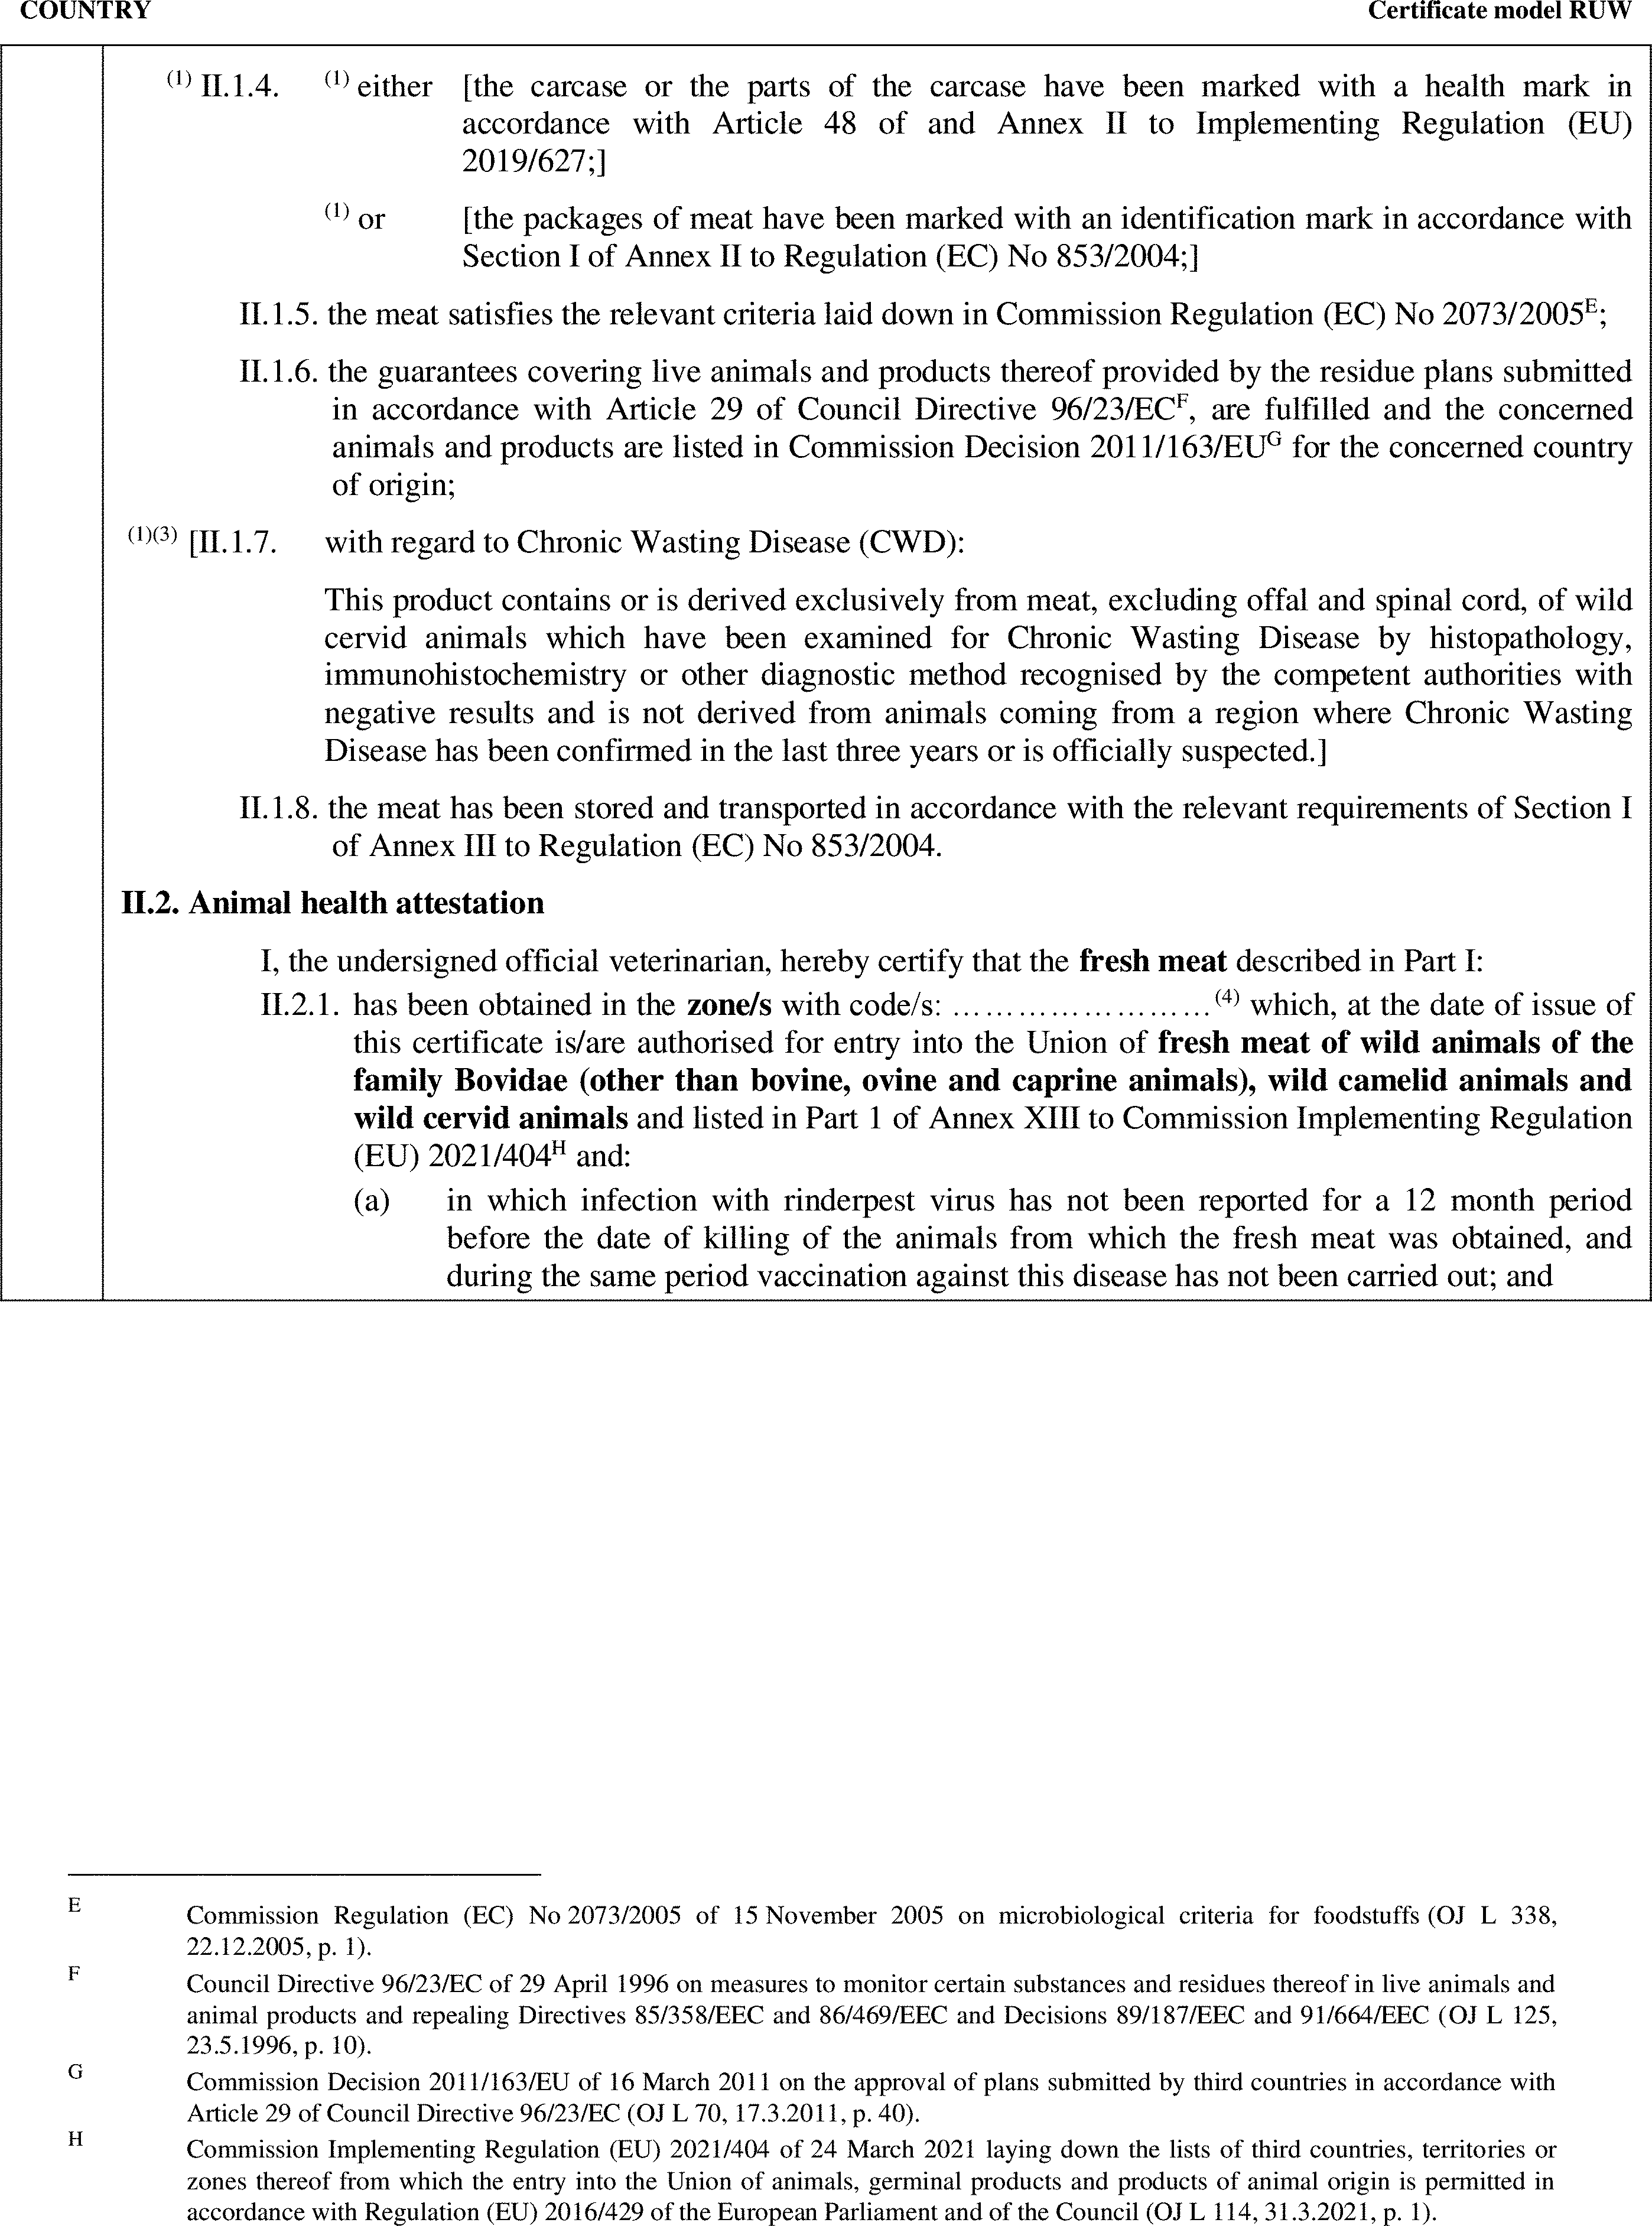 COUNTRY Certificate model RUW
(1) II.1.4. (1) either [the carcase or the parts of the carcase have been marked with a health mark in
accordance with Article 48 of and Annex II to Implementing Regulation (EU)
2019/627;]
(1) or [the packages of meat have been marked with an identification mark in accordance with
Section I of Annex II to Regulation (EC) No 853/2004;]
II.1.5. the meat satisfies the relevant criteria laid down in Commission Regulation (EC) No 2073/2005E;
II.1.6. the guarantees covering live animals and products thereof provided by the residue plans submitted
in accordance with Article 29 of Council Directive 96/23/ECF, are fulfilled and the concerned
animals and products are listed in Commission Decision 2011/163/EUG for the concerned country
of origin;
(1)(3) [II.1.7. with regard to Chronic Wasting Disease (CWD):
This product contains or is derived exclusively from meat, excluding offal and spinal cord, of wild
cervid animals which have been examined for Chronic Wasting Disease by histopathology,
immunohistochemistry or other diagnostic method recognised by the competent authorities with
negative results and is not derived from animals coming from a region where Chronic Wasting
Disease has been confirmed in the last three years or is officially suspected.]
II.1.8. the meat has been stored and transported in accordance with the relevant requirements of Section I
of Annex III to Regulation (EC) No 853/2004.
II.2. Animal health attestation
I, the undersigned official veterinarian, hereby certify that the fresh meat described in Part I:
II.2.1. has been obtained in the zone/s with code/s: …………………… (4) which, at the date of issue of
this certificate is/are authorised for entry into the Union of fresh meat of wild animals of the
family Bovidae (other than bovine, ovine and caprine animals), wild camelid animals and
wild cervid animals and listed in Part 1 of Annex XIII to Commission Implementing Regulation
(EU) 2021/404H and:
(a) in which infection with rinderpest virus has not been reported for a 12 month period
before the date of killing of the animals from which the fresh meat was obtained, and
during the same period vaccination against this disease has not been carried out; and
E Commission Regulation (EC) No 2073/2005 of 15 November 2005 on microbiological criteria for foodstuffs (OJ L 338,
22.12.2005, p. 1).
F Council Directive 96/23/EC of 29 April 1996 on measures to monitor certain substances and residues thereof in live animals and
animal products and repealing Directives 85/358/EEC and 86/469/EEC and Decisions 89/187/EEC and 91/664/EEC (OJ L 125,
23.5.1996, p. 10).
G Commission Decision 2011/163/EU of 16 March 2011 on the approval of plans submitted by third countries in accordance with
Article 29 of Council Directive 96/23/EC (OJ L 70, 17.3.2011, p. 40).
H Commission Implementing Regulation (EU) 2021/404 of 24 March 2021 laying down the lists of third countries, territories or
zones thereof from which the entry into the Union of animals, germinal products and products of animal origin is permitted in
accordance with Regulation (EU) 2016/429 of the European Parliament and of the Council (OJ L 114, 31.3.2021, p. 1).